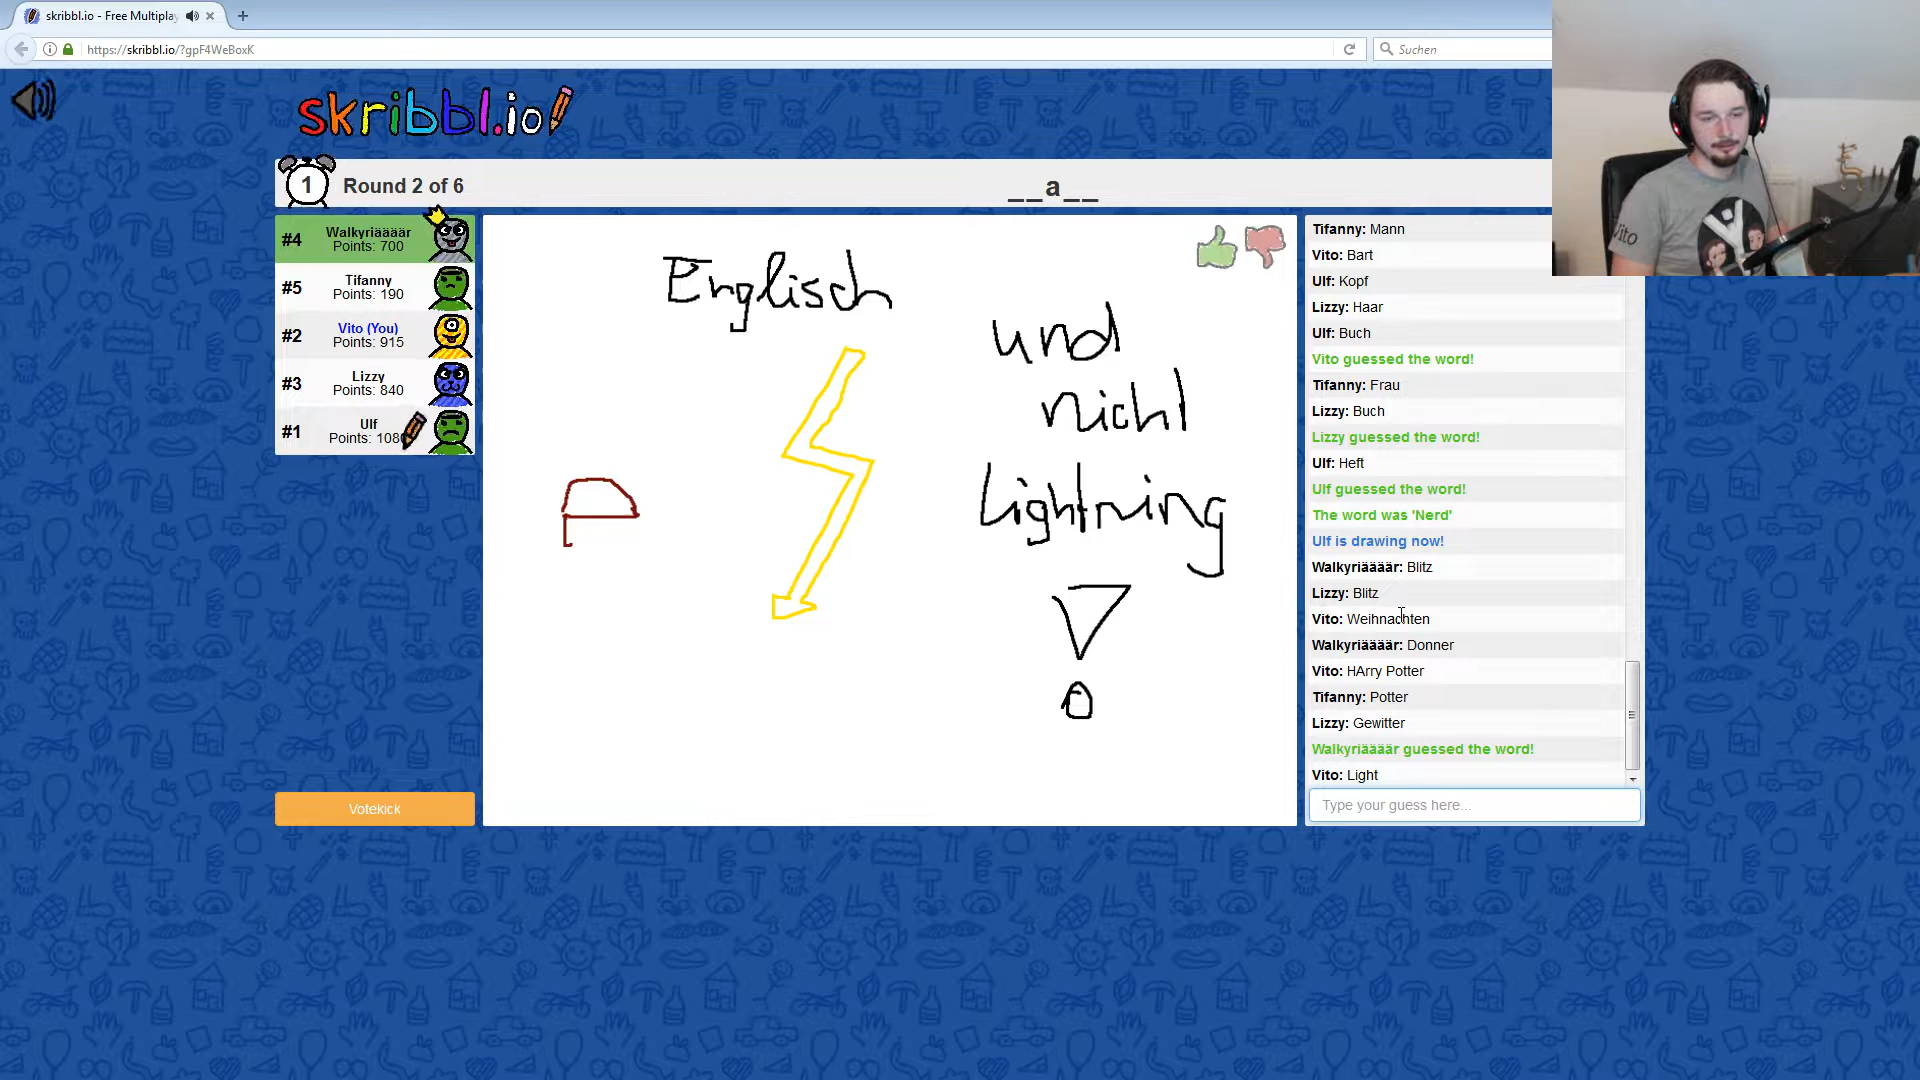 skribbl.io - Free Multipla
https://skribbl.io/?gpF4WeBoxK
Suchen
skribbl.io
1
Round 2 of 6
__a__
#4
Walkyriäääär
Points: 700
#5
Tifanny
Points: 190
#2
Vito (You)
Points: 915
#3
Lizzy
Points: 840
#1
Ulf
Points: 1080
Votekick
Englisch
und
nicht
Lightning
Tifanny: Mann
Vito: Bart
Ulf: Kopf
Lizzy: Haar
Ulf: Buch
Vito guessed the word!
Tifanny: Frau
Lizzy: Buch
Lizzy guessed the word!
Ulf: Heft
Ulf guessed the word!
The word was 'Nerd'
Ulf is drawing now!
Walkyriääää​r: Blitz
Lizzy: Blitz
Vito: Weihnachten
Walkyriääää​r: Donner
Vito: HArry Potter
Tifanny: Potter
Lizzy: Gewitter
Walkyriääää​r guessed the word!
Vito: Light
Type your guess here...
Vito